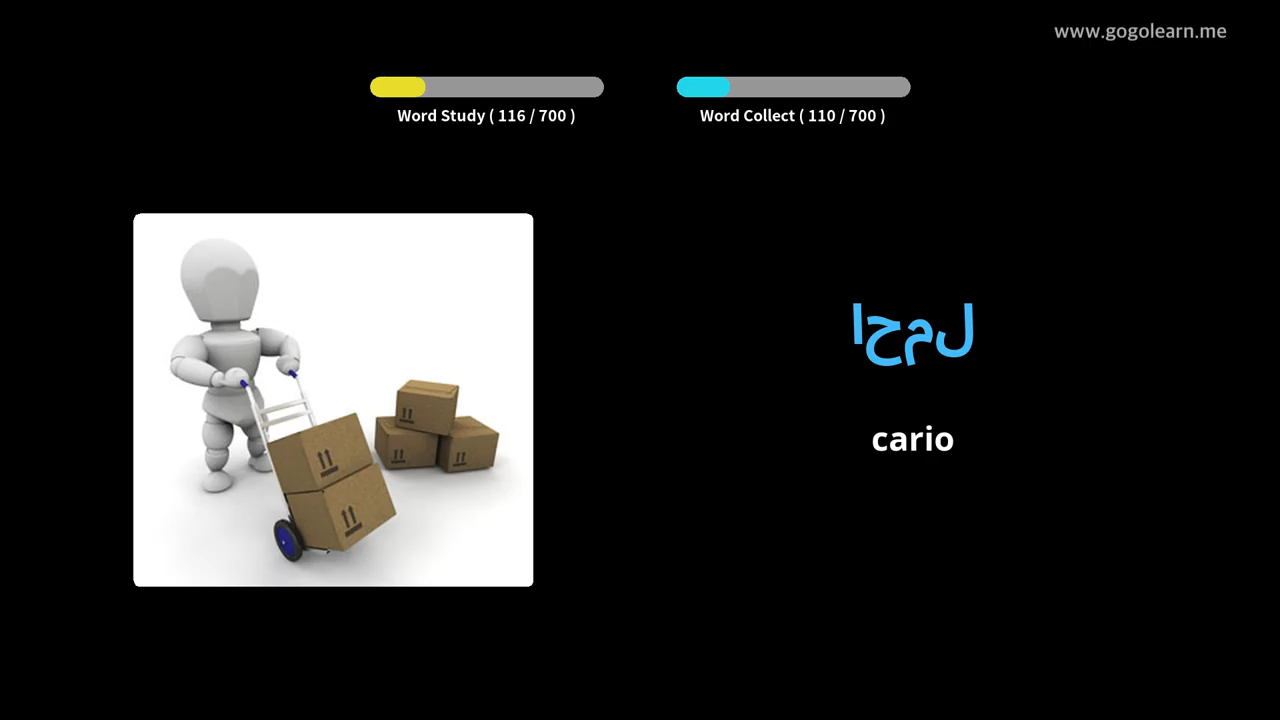 www.gogolearn.me
Word Study ( 116 / 700 )
Word Collect ( 110 / 700 )
احمل
cario